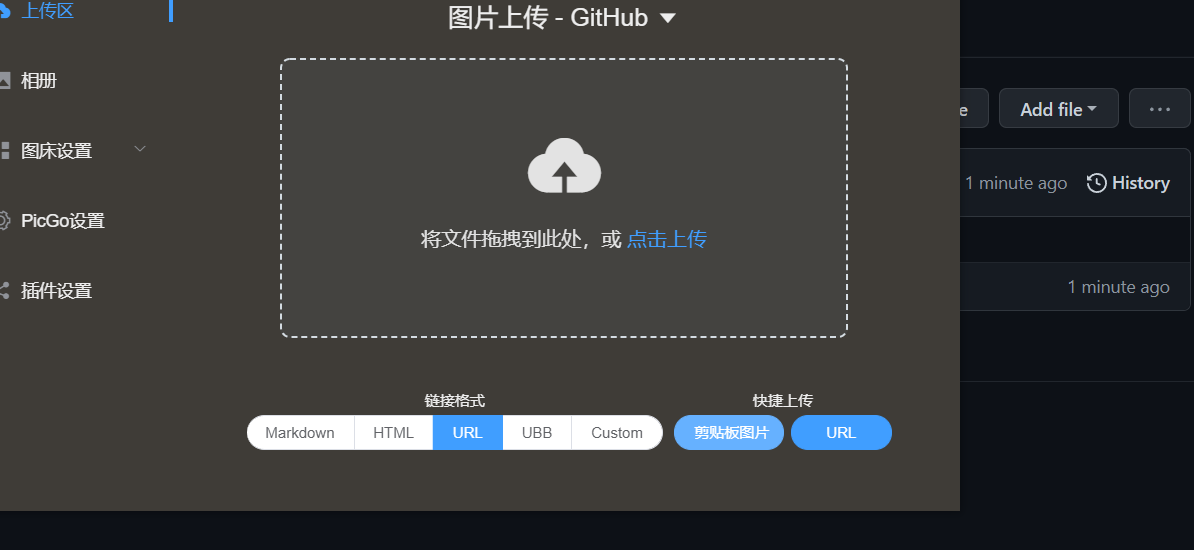 上传区
图片上传 - GitHub
相册
图床设置
PicGo设置
插件设置
将文件拖拽到此处，或 点击上传
链接格式
快捷上传
Markdown HTML URL UBB Custom 剪贴板图片 URL
e Add file ...
1 minute ago History
1 minute ago